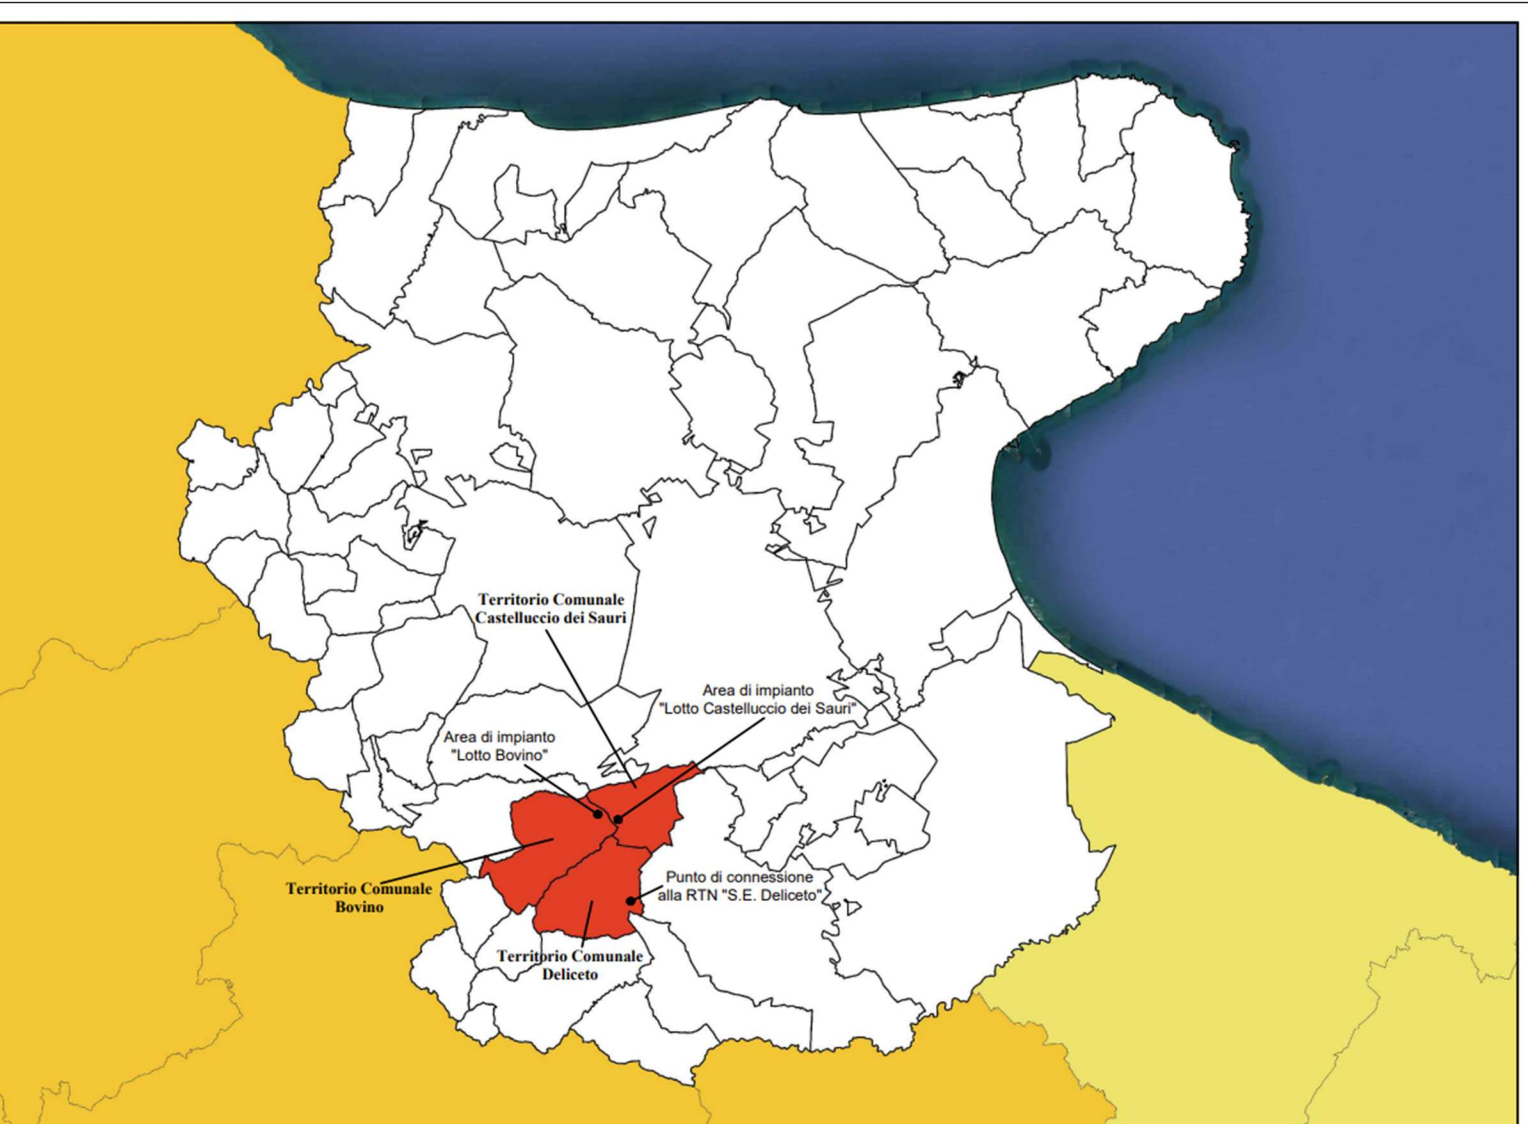 Territorio Comunale
Castelluccio dei Sauri
Area di impianto
"Lotto Castelluccio dei Sauri"
Area di impianto
"Lotto Bovino"
Punto di connessione
alla RTN "S.E. Deliceto"
Territorio Comunale
Bovino
Territorio Comunale
Deliceto